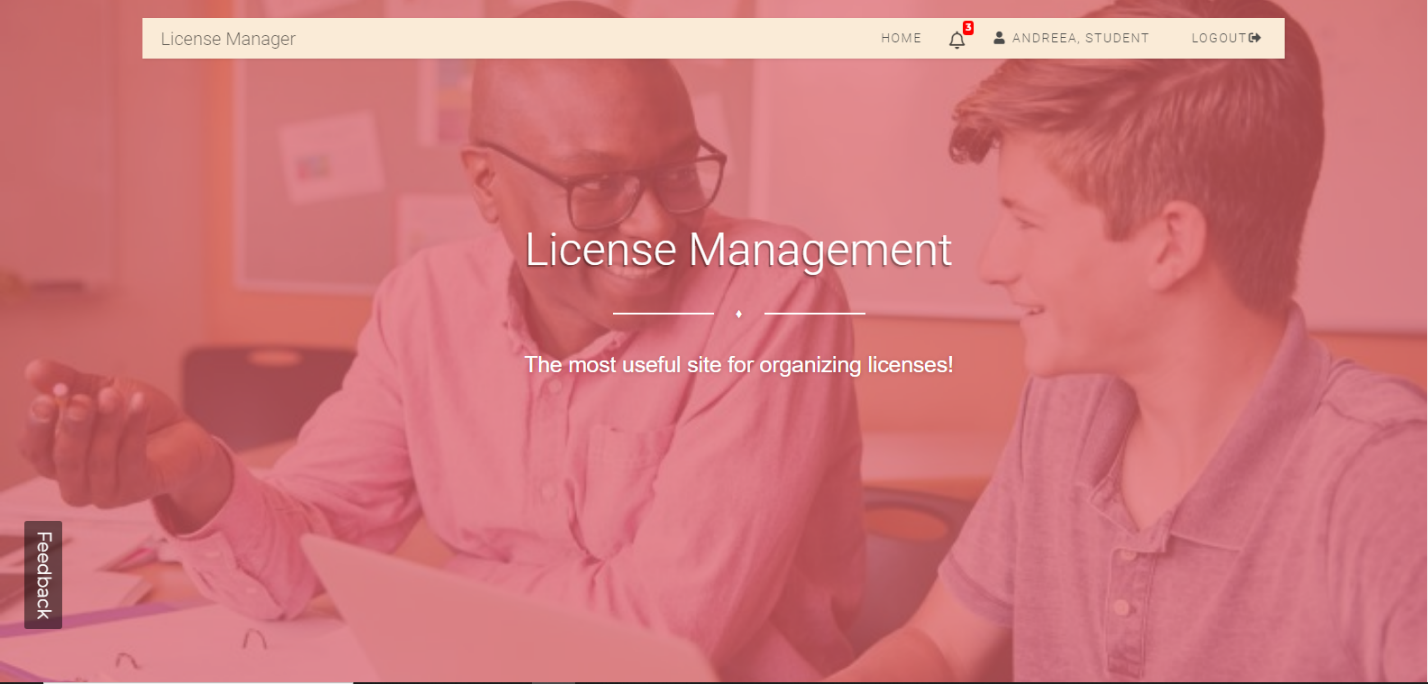 License Manager
HOME
3
ANDREEA, STUDENT
LOGOUT
License Management
The most useful site for organizing licenses!
Feedback